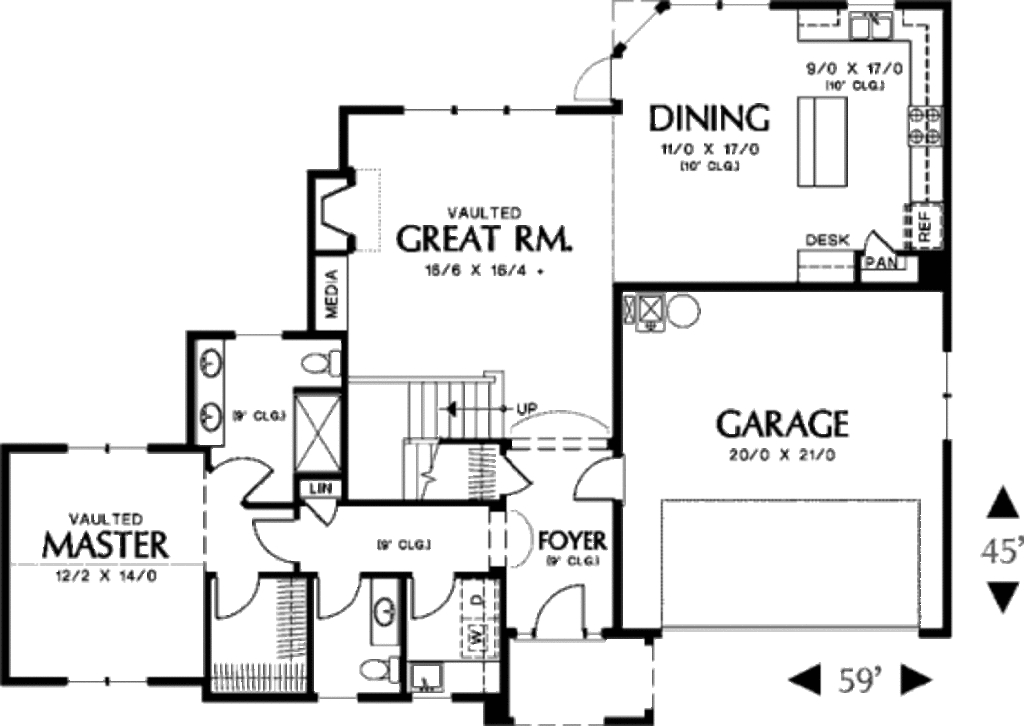 9/0 X 17/0
(10' CLG.)
DINING
11/0 X 17/0
(10' CLG.)
VAULTED
GREAT RM.
16/6 X 16/4 +
REF
DESK
PAN
MEDIA
UP
(9' CLG.)
GARAGE
20/0 X 21/0
LIN
VAULTED
MASTER
12/2 X 14/0
(9' CLG.)
FOYER
(9' CLG.)
45'
D
W
59'